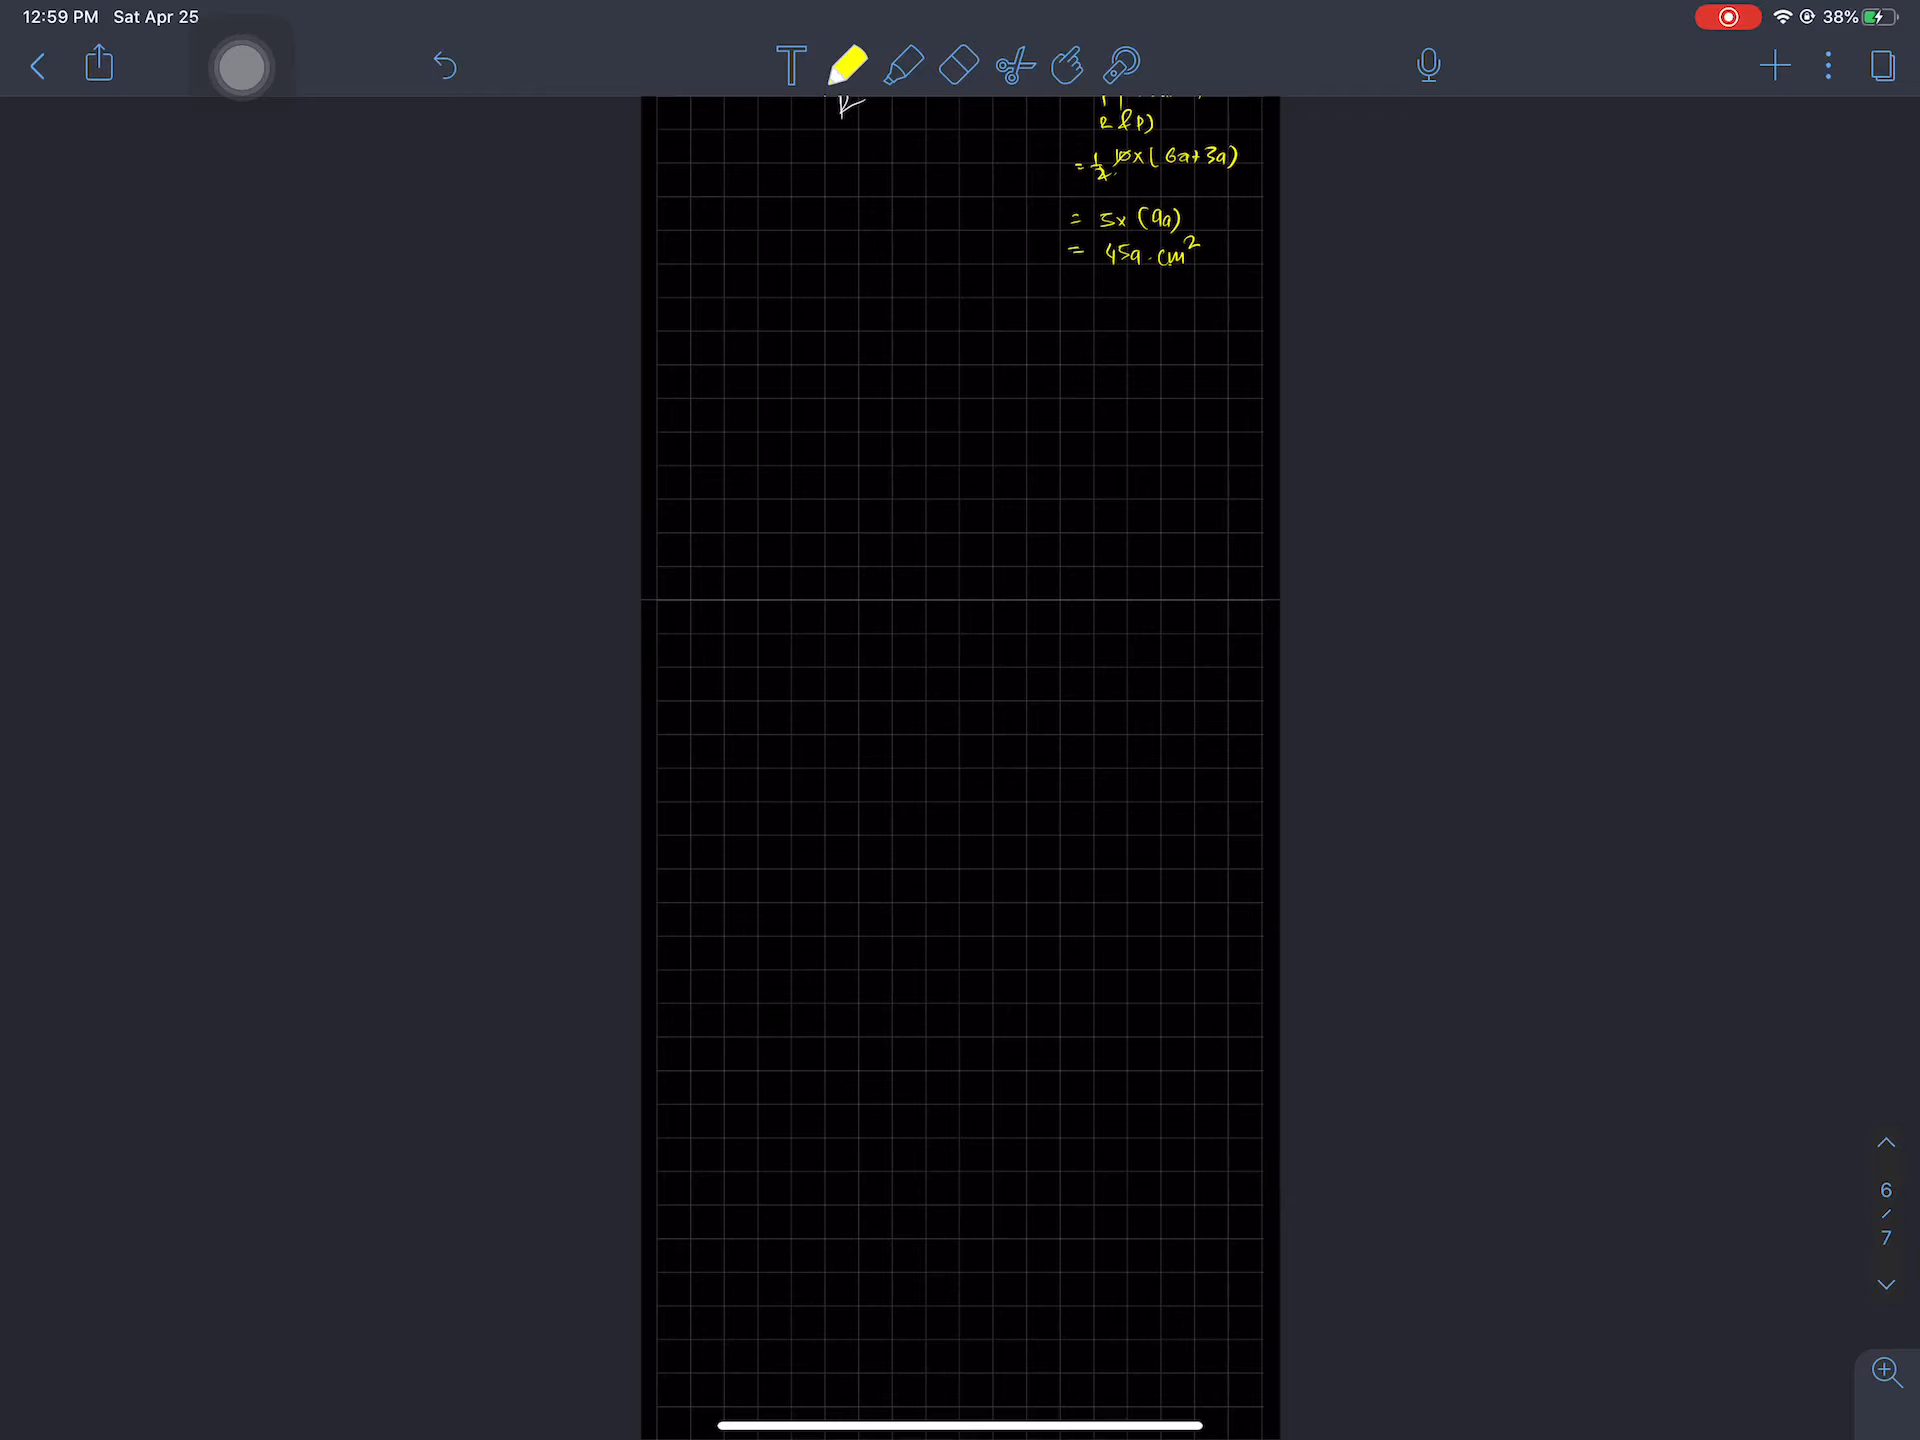 12:59 PM Sat Apr 25
38%
R & P)
= 1/2 10 x ( 6a + 3a )
= 5x (9a)
= 45a . cm²
6
/
7